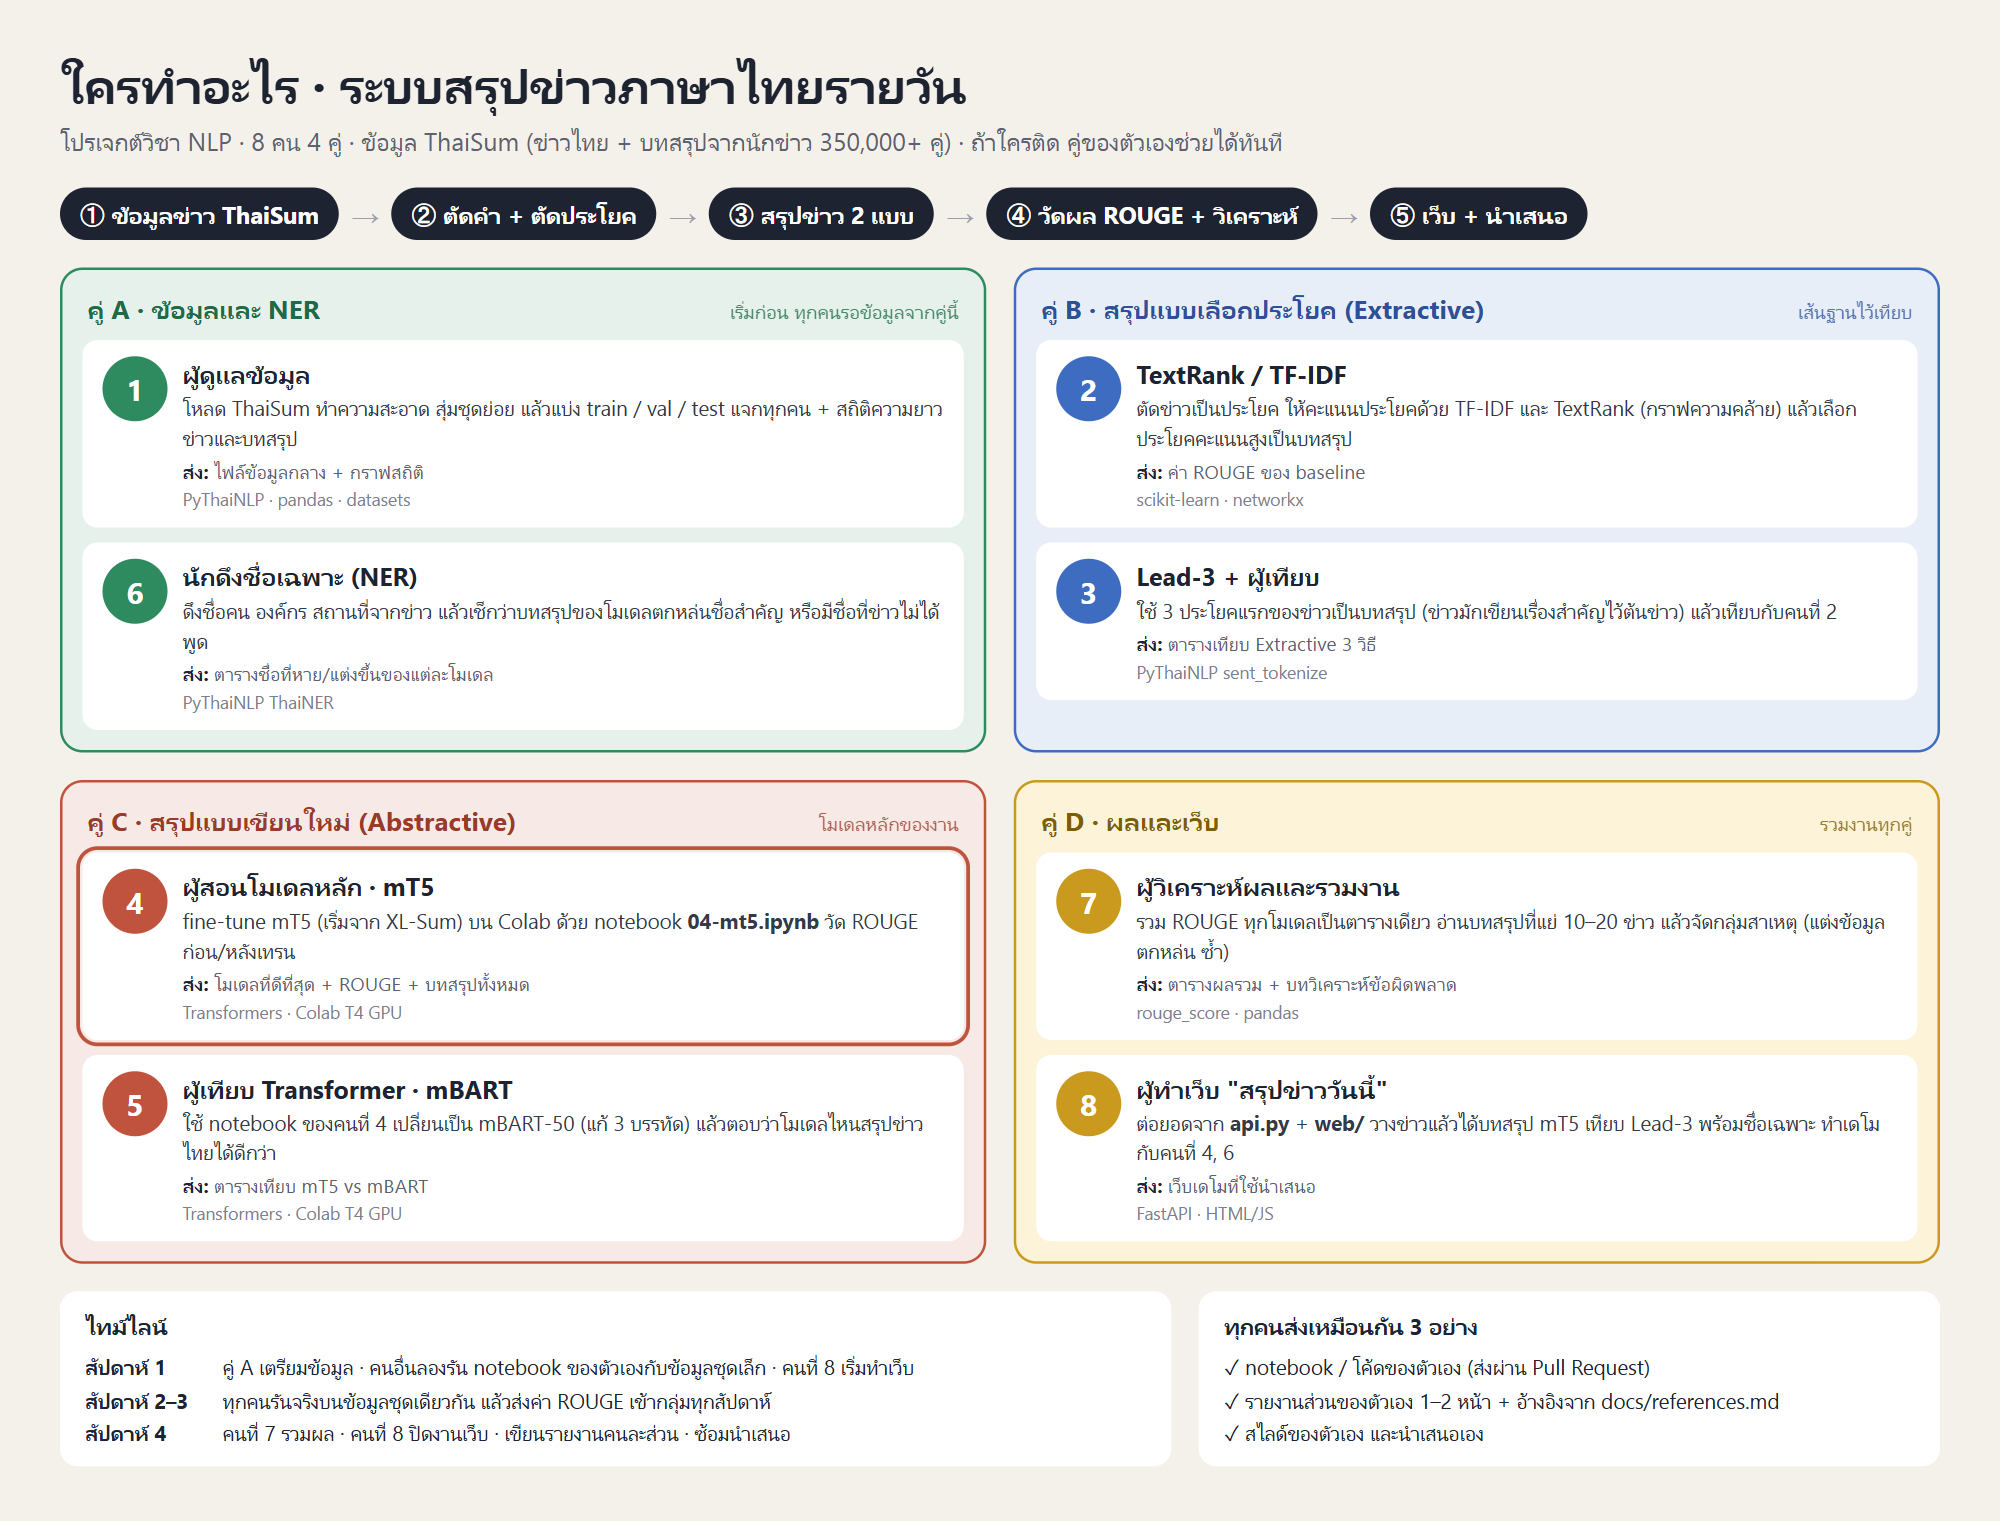 ใครทำอะไร · ระบบสรุปข่าวภาษาไทยรายวัน
โปรเจกต์วิชา NLP · 8 คน 4 คู่ · ข้อมูล ThaiSum (ข่าวไทย + บทสรุปจากนักข่าว 350,000+ คู่) · ถ้าใครติด คู่ของตัวเองช่วยได้ทันที
① ข้อมูลข่าว ThaiSum → ② ตัดคำ + ตัดประโยค → ③ สรุปข่าว 2 แบบ → ④ วัดผล ROUGE + วิเคราะห์ → ⑤ เว็บ + นำเสนอ
คู่ A · ข้อมูลและ NER
เริ่มก่อน ทุกคนรอข้อมูลจากคู่นี้
1
ผู้ดูแลข้อมูล
โหลด ThaiSum ทำความสะอาด สุ่มชุดย่อย แล้วแบ่ง train / val / test แจกทุกคน + สถิติความยาว
ข่าวและบทสรุป
ส่ง: ไฟล์ข้อมูลกลาง + กราฟสถิติ
PyThaiNLP · pandas · datasets
6
นักดึงชื่อเฉพาะ (NER)
ดึงชื่อคน องค์กร สถานที่จากข่าว แล้วเช็กว่าบทสรุปของโมเดลตกหล่นชื่อสำคัญ หรือมีชื่อที่ข่าวไม่ได้
พูด
ส่ง: ตารางชื่อที่หาย/แต่งขึ้นของแต่ละโมเดล
PyThaiNLP ThaiNER
คู่ B · สรุปแบบเลือกประโยค (Extractive)
เส้นฐานไว้เทียบ
2
TextRank / TF-IDF
ตัดข่าวเป็นประโยค ให้คะแนนประโยคด้วย TF-IDF และ TextRank (กราฟความคล้าย) แล้วเลือก
ประโยคคะแนนสูงเป็นบทสรุป
ส่ง: ค่า ROUGE ของ baseline
scikit-learn · networkx
3
Lead-3 + ผู้เทียบ
ใช้ 3 ประโยคแรกของข่าวเป็นบทสรุป (ข่าวมักเขียนเรื่องสำคัญไว้ต้นข่าว) แล้วเทียบกับคนที่ 2
ส่ง: ตารางเทียบ Extractive 3 วิธี
PyThaiNLP sent_tokenize
คู่ C · สรุปแบบเขียนใหม่ (Abstractive)
โมเดลหลักของงาน
4
ผู้สอนโมเดลหลัก · mT5
fine-tune mT5 (เริ่มจาก XL-Sum) บน Colab ด้วย notebook 04-mt5.ipynb วัด ROUGE
ก่อน/หลังเทรน
ส่ง: โมเดลที่ดีที่สุด + ROUGE + บทสรุปทั้งหมด
Transformers · Colab T4 GPU
5
ผู้เทียบ Transformer · mBART
ใช้ notebook ของคนที่ 4 เปลี่ยนเป็น mBART-50 (แก้ 3 บรรทัด) แล้วตอบว่าโมเดลไหนสรุปข่าว
ไทยได้ดีกว่า
ส่ง: ตารางเทียบ mT5 vs mBART
Transformers · Colab T4 GPU
คู่ D · ผลและเว็บ
รวมงานทุกคู่
7
ผู้วิเคราะห์ผลและรวมงาน
รวม ROUGE ทุกโมเดลเป็นตารางเดียว อ่านบทสรุปที่แย่ 10–20 ข่าว แล้วจัดกลุ่มสาเหตุ (แต่งข้อมูล
ตกหล่น ซ้ำ)
ส่ง: ตารางผลรวม + บทวิเคราะห์ข้อผิดพลาด
rouge_score · pandas
8
ผู้ทำเว็บ "สรุปข่าววันนี้"
ต่อยอดจาก api.py + web/ วางข่าวแล้วได้บทสรุป mT5 เทียบ Lead-3 พร้อมชื่อเฉพาะ ทำเดโม
กับคนที่ 4, 6
ส่ง: เว็บเดโมที่ใช้นำเสนอ
FastAPI · HTML/JS
ไทม์ไลน์
สัปดาห์ 1 คู่ A เตรียมข้อมูล · คนอื่นลองรัน notebook ของตัวเองกับข้อมูลชุดเล็ก · คนที่ 8 เริ่มทำเว็บ
สัปดาห์ 2–3 ทุกคนรันจริงบนข้อมูลชุดเดียวกัน แล้วส่งค่า ROUGE เข้ากลุ่มทุกสัปดาห์
สัปดาห์ 4 คนที่ 7 รวมผล · คนที่ 8 ปิดงานเว็บ · เขียนรายงานคนละส่วน · ซ้อมนำเสนอ
ทุกคนส่งเหมือนกัน 3 อย่าง
✓ notebook / โค้ดของตัวเอง (ส่งผ่าน Pull Request)
✓ รายงานส่วนของตัวเอง 1–2 หน้า + อ้างอิงจาก docs/references.md
✓ สไลด์ของตัวเอง และนำเสนอเอง